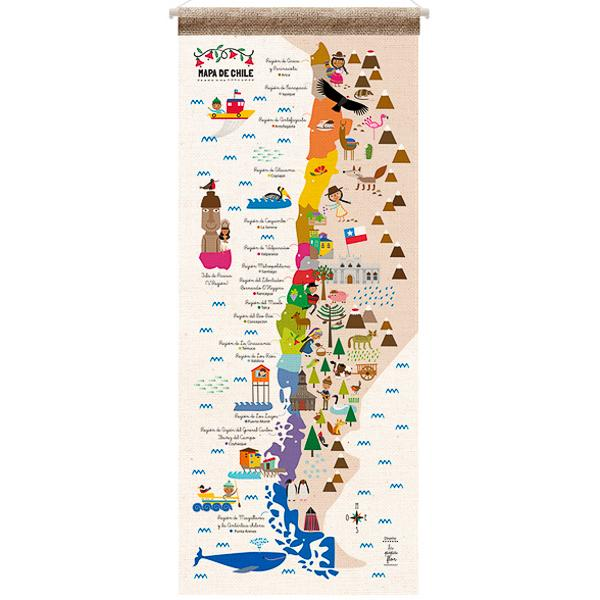 MAPA DE CHILE
Región de Arica
y Parinacota
Arica
Región de Tarapacá
Iquique
Región de Antofagasta
Antofagasta
Región de Atacama
Copiapó
Región de Coquimbo
La Serena
Región de Valparaíso
Valparaíso
Región Metropolitana
Santiago
Región del Libertador
Bernardo O'Higgins
Rancagua
Región del Maule
Talca
Región del Bío Bío
Concepción
Región de La Araucanía
Temuco
Región de Los Ríos
Valdivia
Isla de Pascua
(V Región)
Región de Los Lagos
Puerto Montt
Región de Aysén del General Carlos
Ibáñez del Campo
Coyhaique
Región de Magallanes
y la Antártica chilena
Punta Arenas
O E
S
Diseño
flor